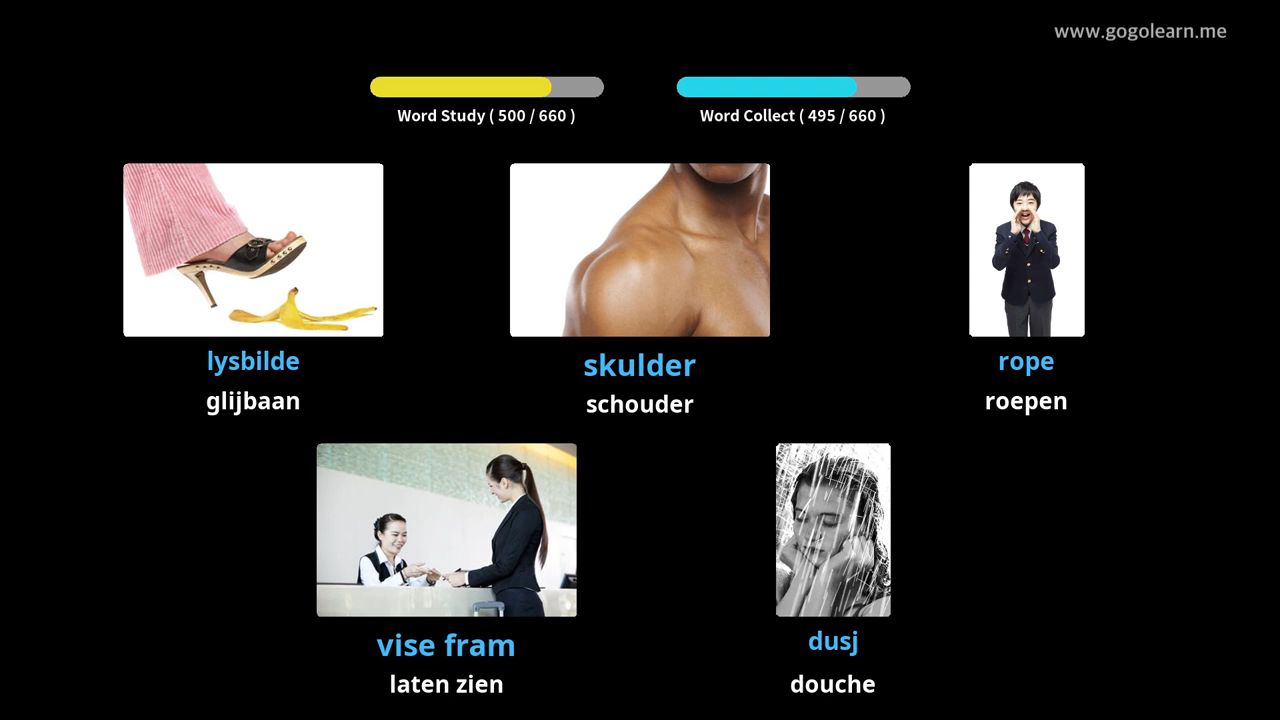 www.gogolearn.me
Word Study ( 500 / 660 )
Word Collect ( 495 / 660 )
lysbilde
glijbaan
skulder
schouder
rope
roepen
vise fram
laten zien
dusj
douche